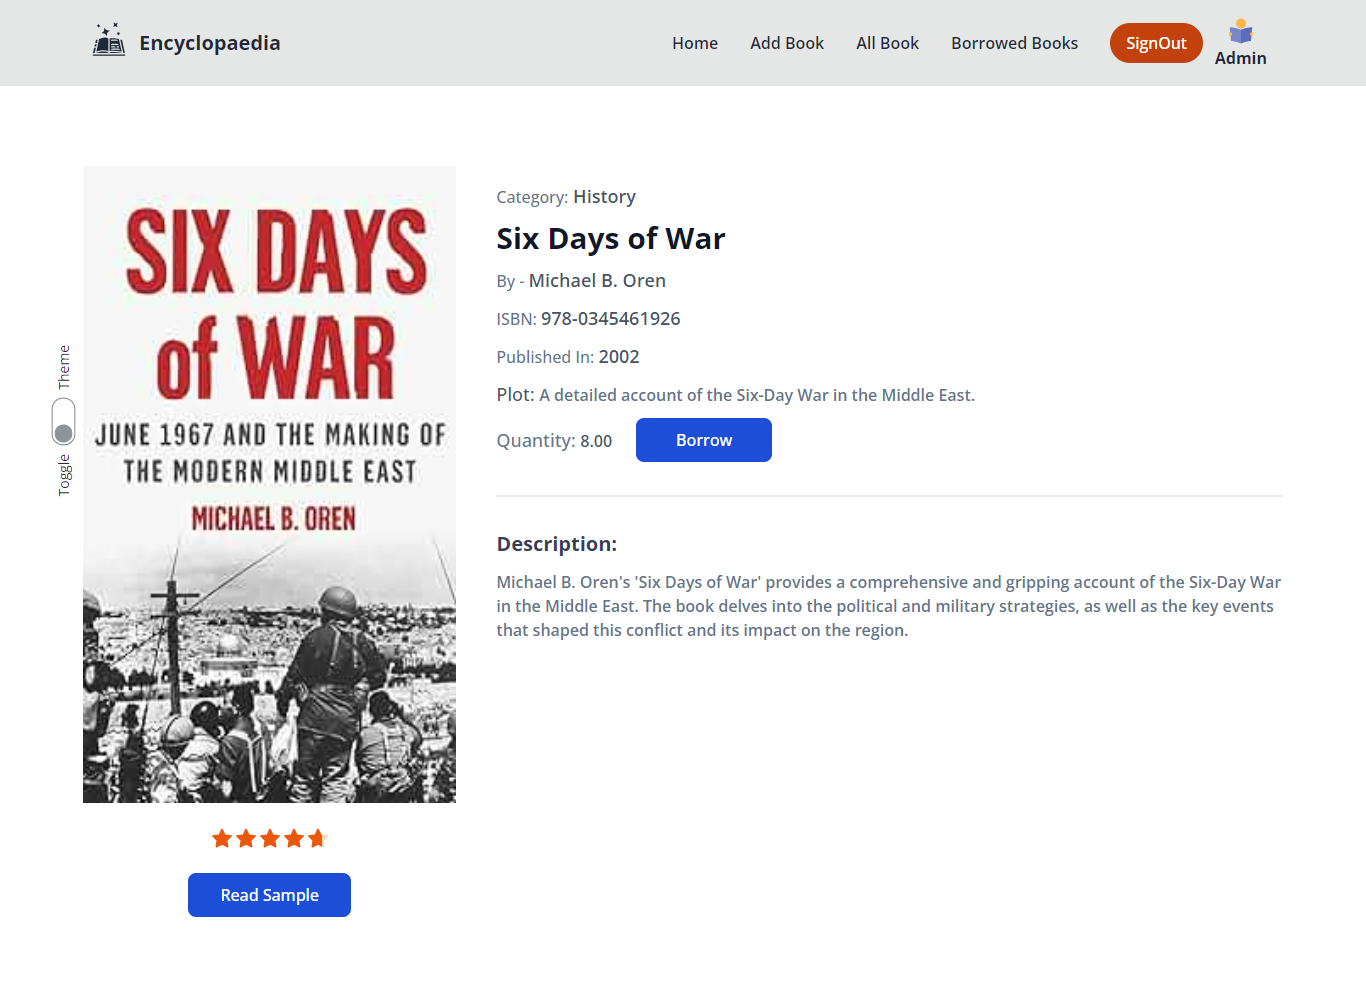 Encyclopaedia
Home
Add Book
All Book
Borrowed Books
SignOut
Admin
Toggle
Theme
SIX DAYS
of WAR
JUNE 1967 AND THE MAKING OF
THE MODERN MIDDLE EAST
MICHAEL B. OREN
Read Sample
Category: History
Six Days of War
By - Michael B. Oren
ISBN: 978-0345461926
Published In: 2002
Plot: A detailed account of the Six-Day War in the Middle East.
Quantity: 8.00
Borrow
Description:
Michael B. Oren's 'Six Days of War' provides a comprehensive and gripping account of the Six-Day War
in the Middle East. The book delves into the political and military strategies, as well as the key events
that shaped this conflict and its impact on the region.